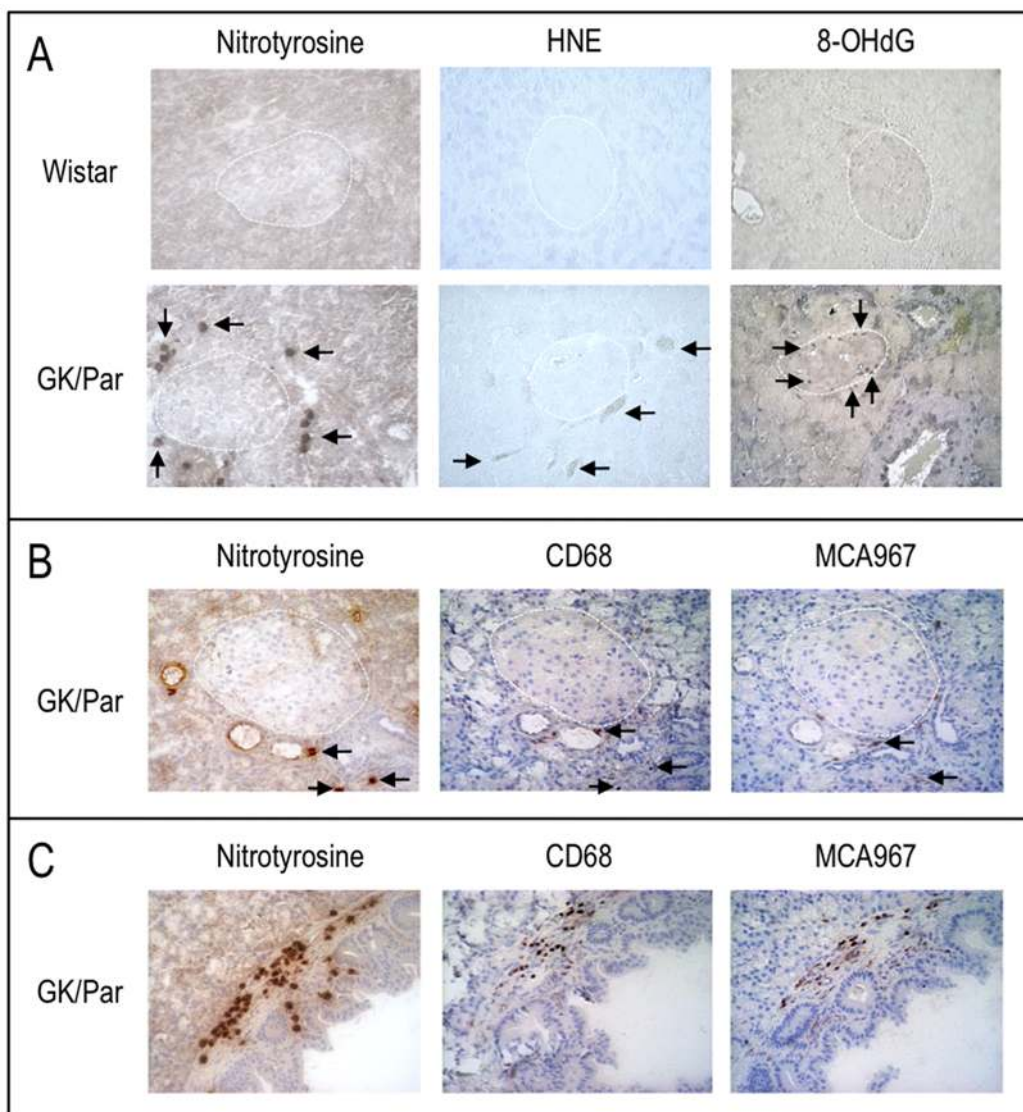 A
Nitrotyrosine HNE 8-OHdG
Wistar
GK/Par
B
Nitrotyrosine CD68 MCA967
GK/Par
C
Nitrotyrosine CD68 MCA967
GK/Par